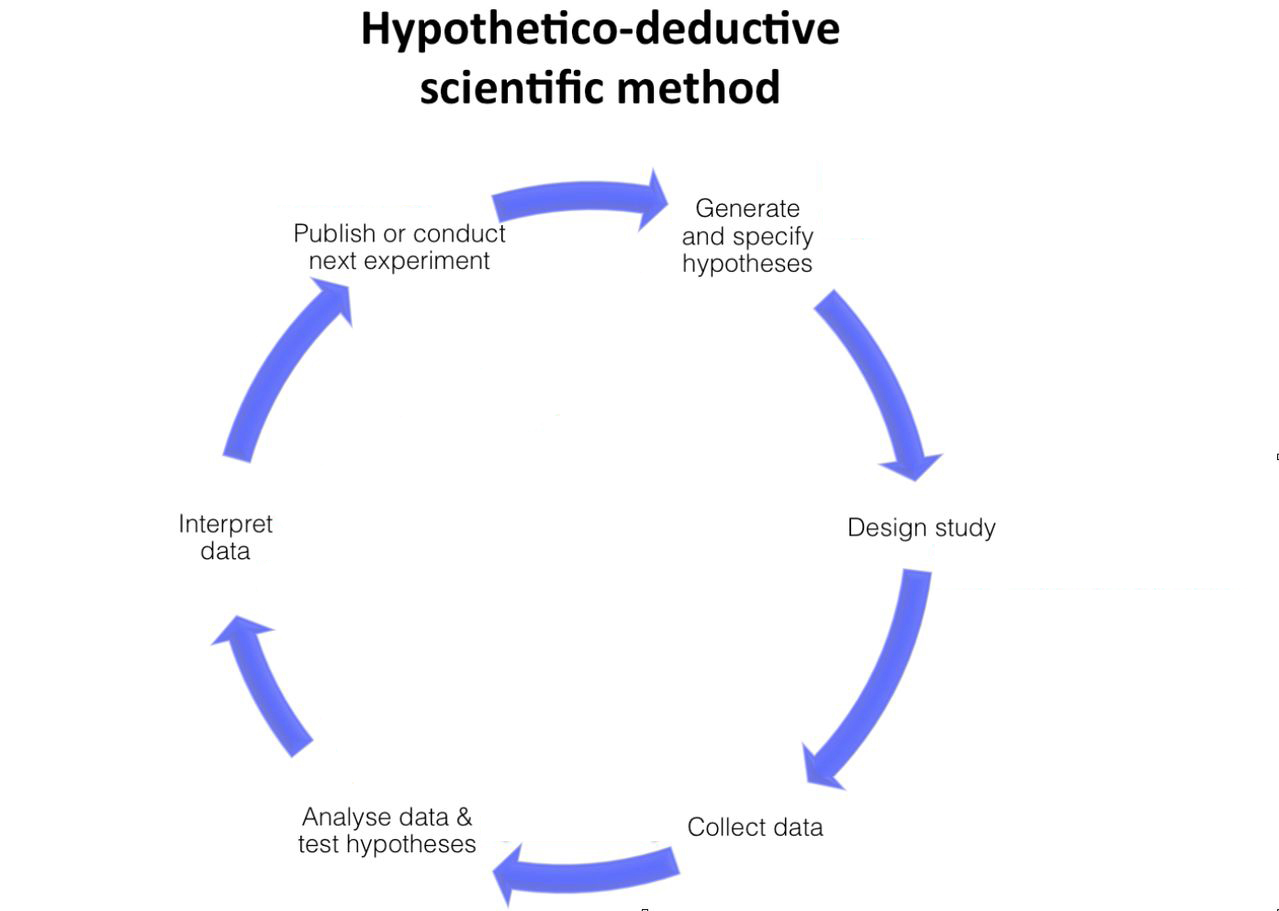 Hypothetico-deductive
scientific method
Generate
and specify
hypotheses
Design study
Collect data
Analyse data &
test hypotheses
Interpret
data
Publish or conduct
next experiment